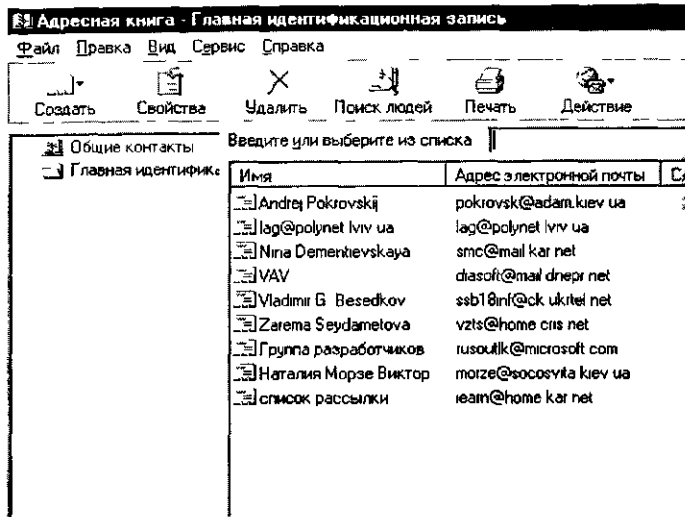 Адресная книга - Главная идентификационная запись
Файл Правка Вид Сервис Справка
Создать Свойства Удалить Поиск людей Печать Действие
Общие контакты
Главная идентифика
Введите или выберите из списка
Имя Адрес электронной почты
Andrej Pokrovskij pokrovsk@adam.kiev ua
lag@polynet lviv ua lag@polynet lviv ua
Nina Dementievskaya smc@mail kar net
VAV diasoft@mail dnepr net
Vladimir G Besedkov ssb18inf@ck ukrtel net
Zarema Seydametova vzts@home cris net
Группа разработчиков rusoutlk@microsoft com
Наталия Морзе Виктор morze@socosvita kiev ua
список рассылки iearn@home kar net